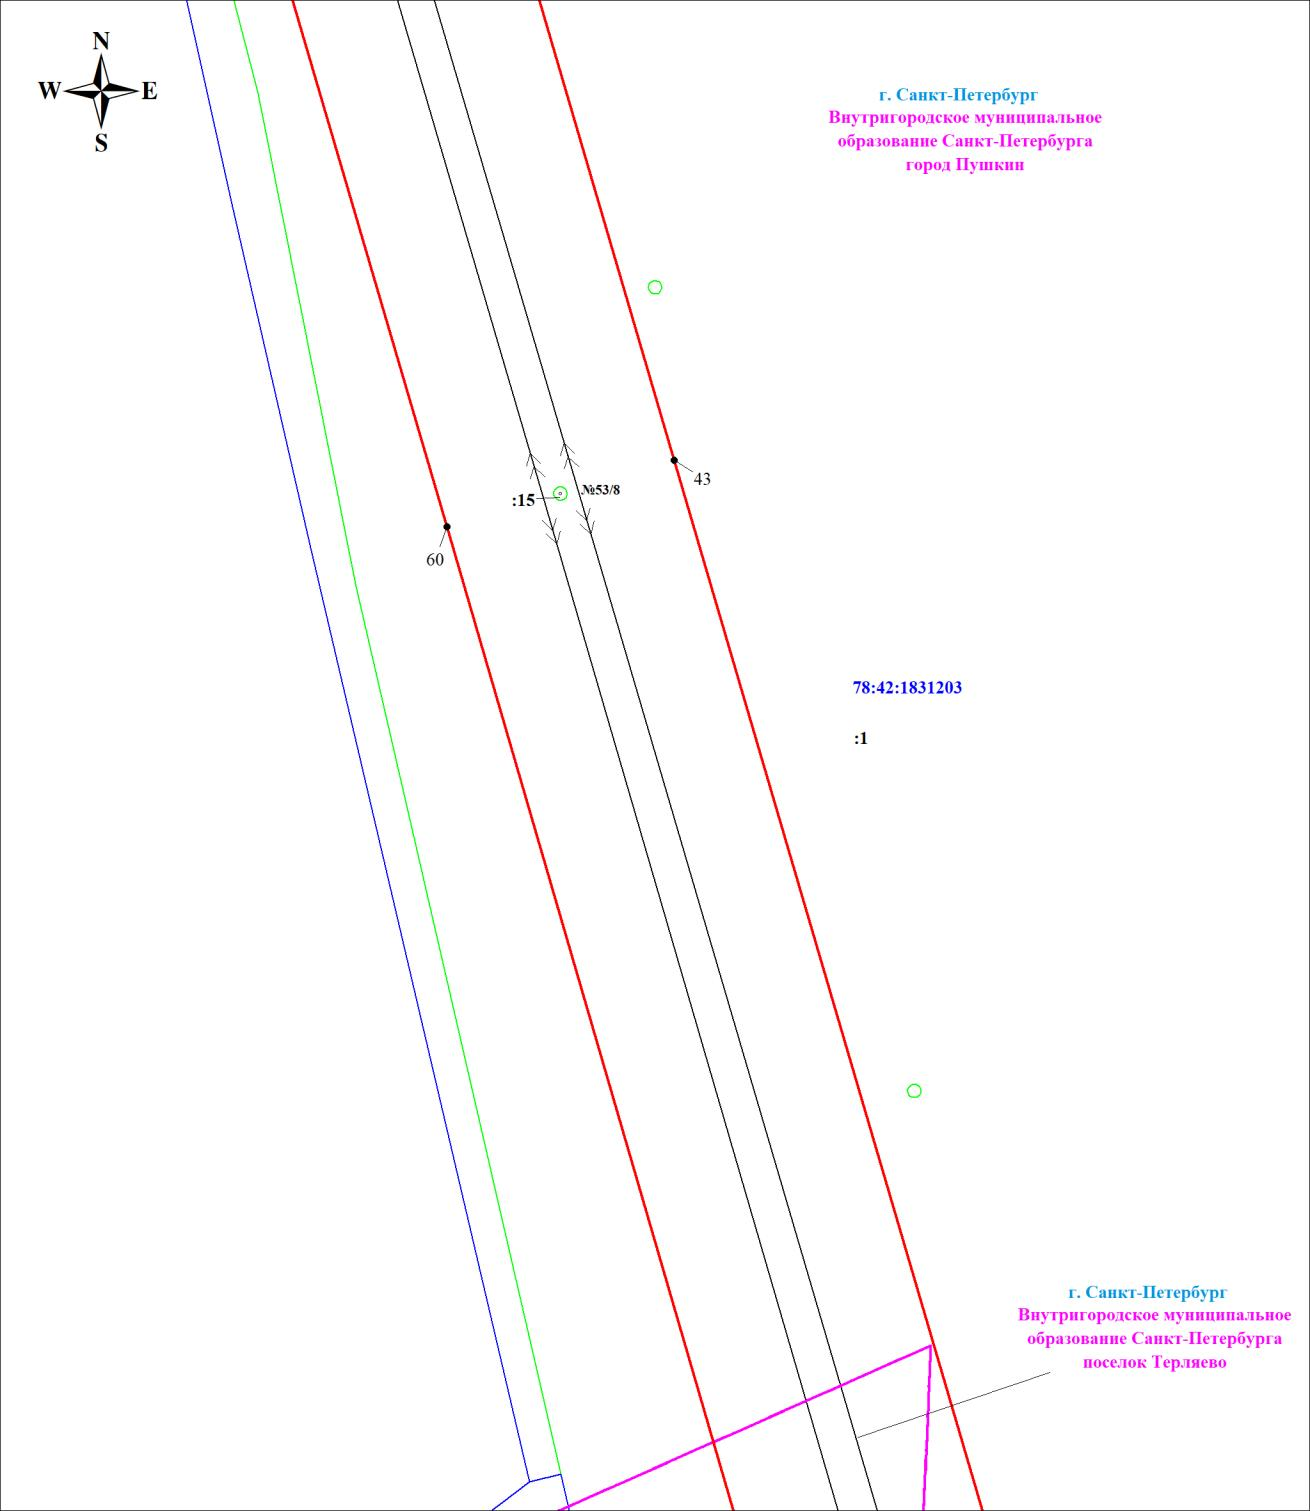 N
W E
S
г. Санкт-Петербург
Внутригородское муниципальное
образование Санкт-Петербурга
город Пушкин
43
:15
№53/8
60
78:42:1831203
:1
г. Санкт-Петербург
Внутригородское муниципальное
образование Санкт-Петербурга
поселок Терляево